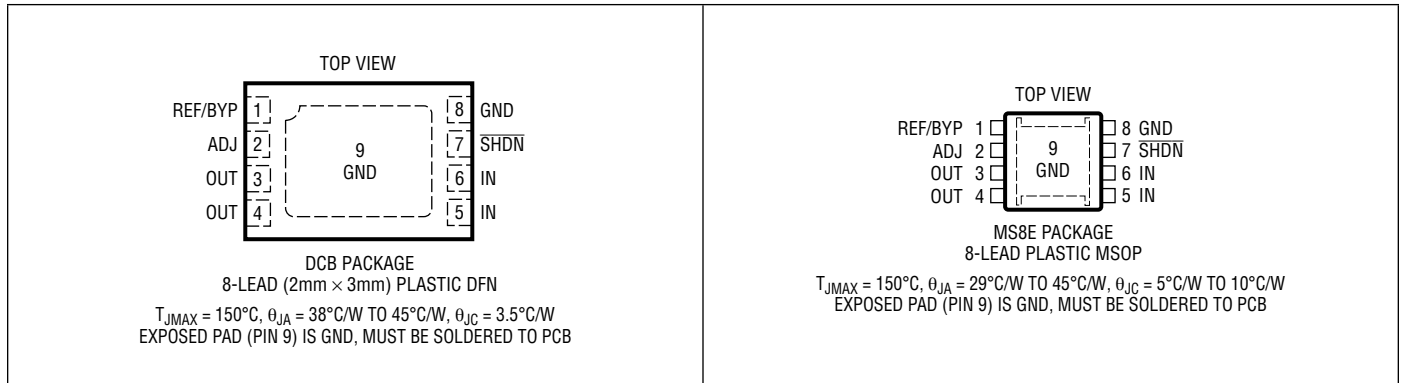 TOP VIEW
REF/BYP 1
ADJ 2
OUT 3
OUT 4
9
GND
8 GND
7 SHDN
6 IN
5 IN
DCB PACKAGE
8-LEAD (2mm × 3mm) PLASTIC DFN
TJMAX = 150°C, θJA = 38°C/W TO 45°C/W, θJC = 3.5°C/W
EXPOSED PAD (PIN 9) IS GND, MUST BE SOLDERED TO PCB
TOP VIEW
REF/BYP 1
ADJ 2
OUT 3
OUT 4
9
GND
8 GND
7 SHDN
6 IN
5 IN
MS8E PACKAGE
8-LEAD PLASTIC MSOP
TJMAX = 150°C, θJA = 29°C/W TO 45°C/W, θJC = 5°C/W TO 10°C/W
EXPOSED PAD (PIN 9) IS GND, MUST BE SOLDERED TO PCB